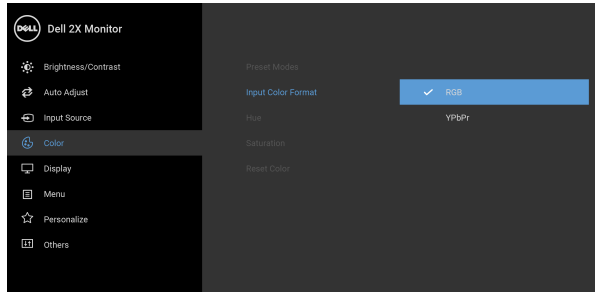 DELL Dell 2X Monitor
Brightness/Contrast
Auto Adjust
Input Source
Color
Display
Menu
Personalize
Others
Preset Modes
Input Color Format
Hue
Saturation
Reset Color
RGB
YPbPr